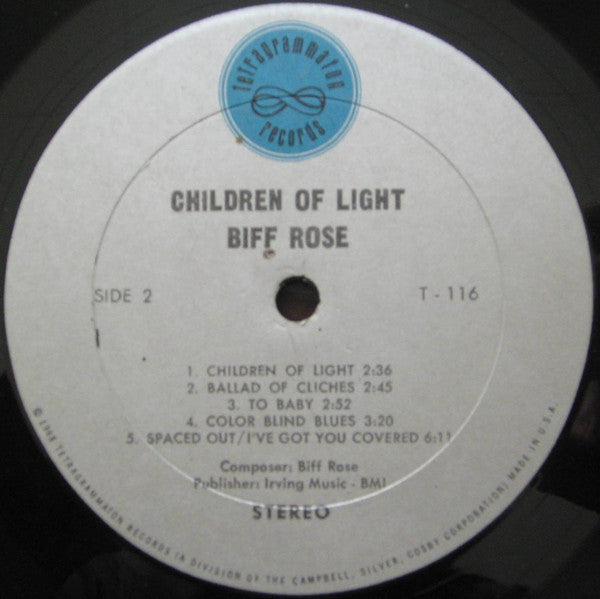 tetragrammaton
records
CHILDREN OF LIGHT
BIFF ROSE
SIDE 2
T - 116
1. CHILDREN OF LIGHT 2:36
2. BALLAD OF CLICHES 2:45
3. TO BABY 2:52
4. COLOR BLIND BLUES 3:20
5. SPACED OUT/I'VE GOT YOU COVERED 6:11
Composer: Biff Rose
Publisher: Irving Music - BMI
STEREO
© 1968 TETRAGRAMMATON RECORDS (A DIVISION OF THE CAMPBELL, SILVER, COSBY CORPORATION) MADE IN U.S.A.